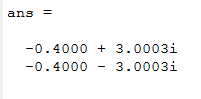 ans =
-0.4000 + 3.0003i
-0.4000 - 3.0003i